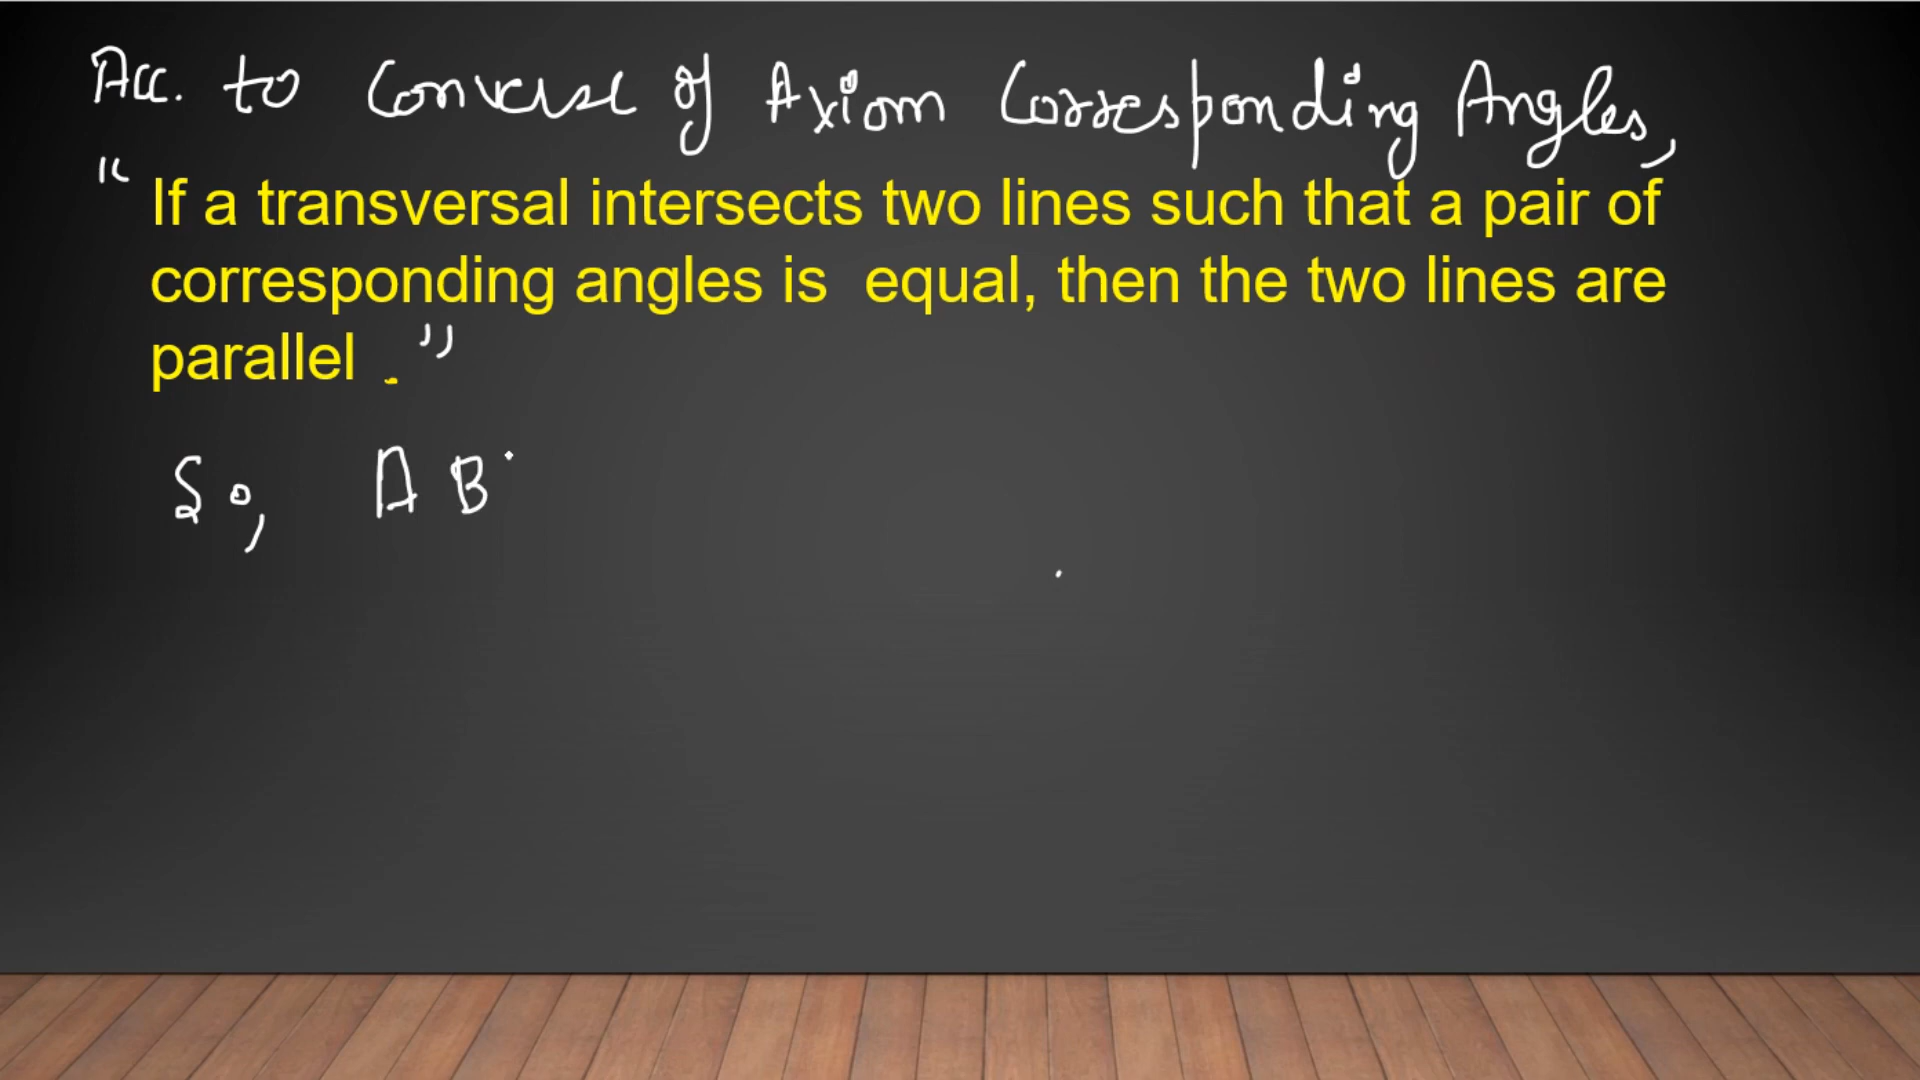 Acc. to Converse of Axiom Corresponding Angles,
“ If a transversal intersects two lines such that a pair of
corresponding angles is equal, then the two lines are
parallel . ”
So, AB